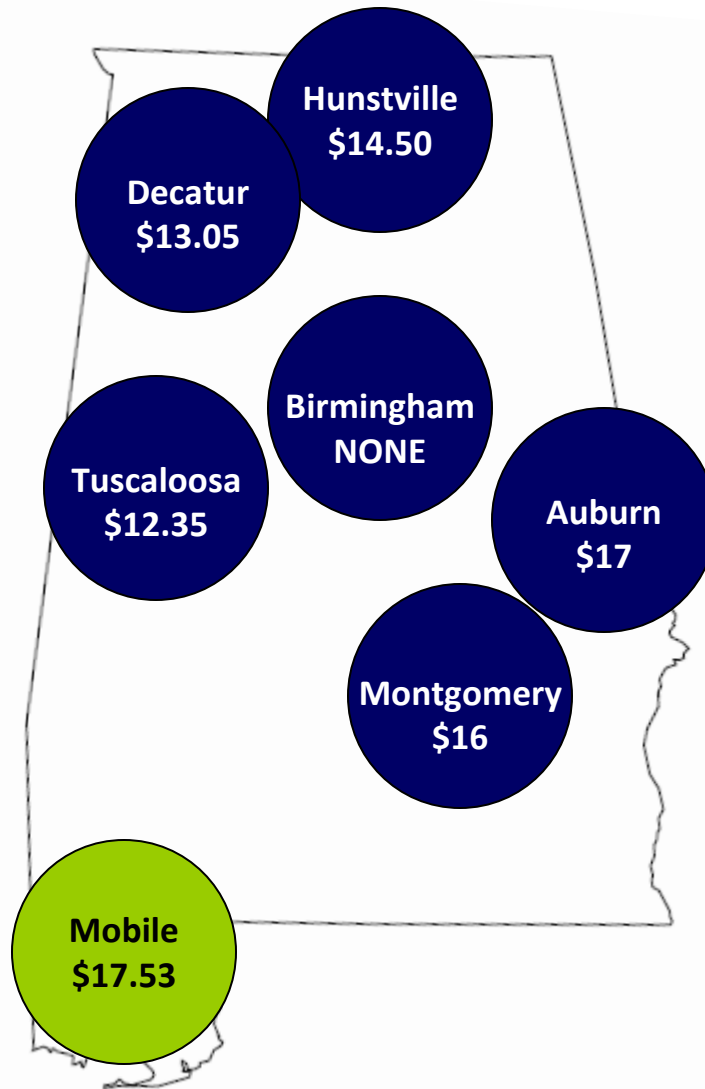 Hunstville
$14.50
Decatur
$13.05
Birmingham
NONE
Tuscaloosa
$12.35
Auburn
$17
Montgomery
$16
Mobile
$17.53